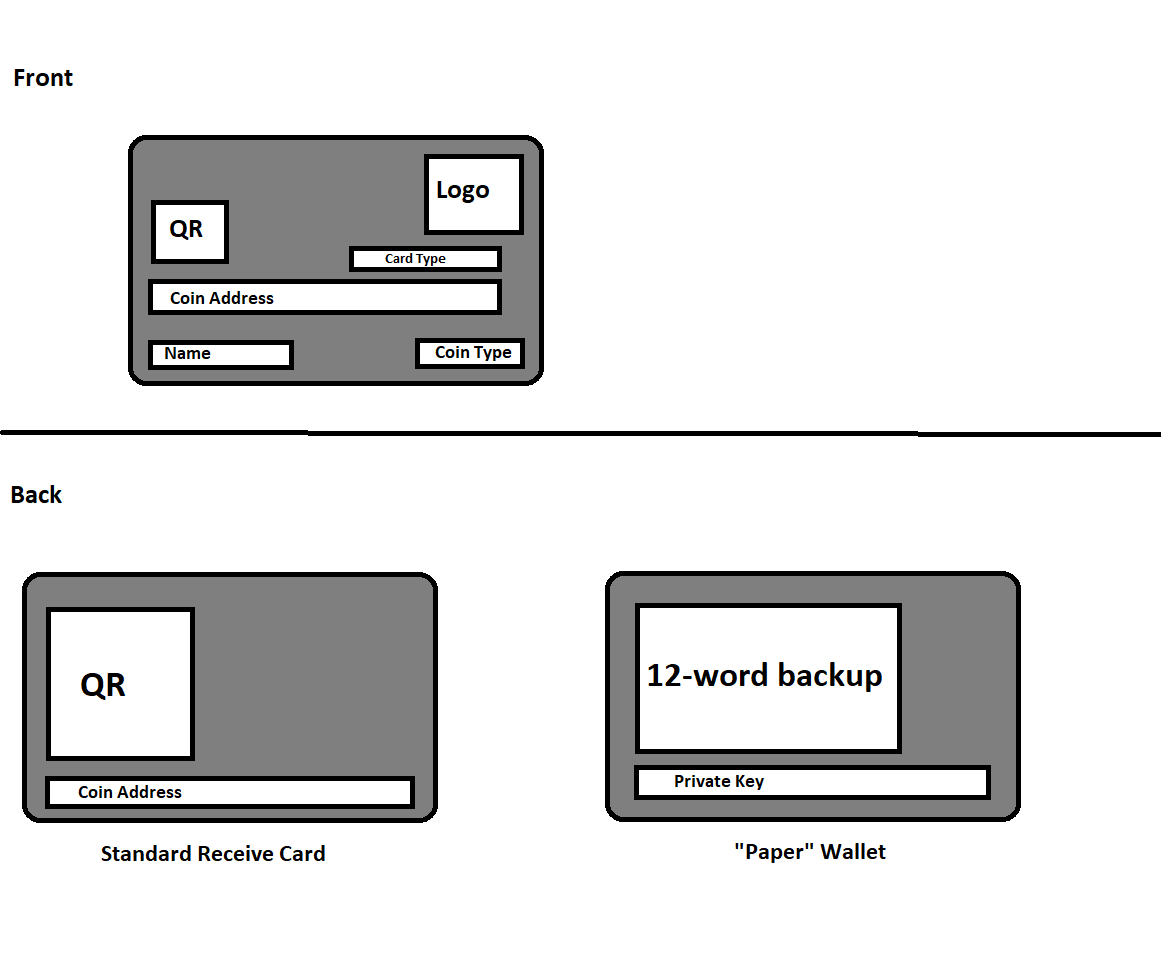 Front
Logo
QR
Card Type
Coin Address
Name
Coin Type
Back
QR
Coin Address
Standard Receive Card
12-word backup
Private Key
"Paper" Wallet